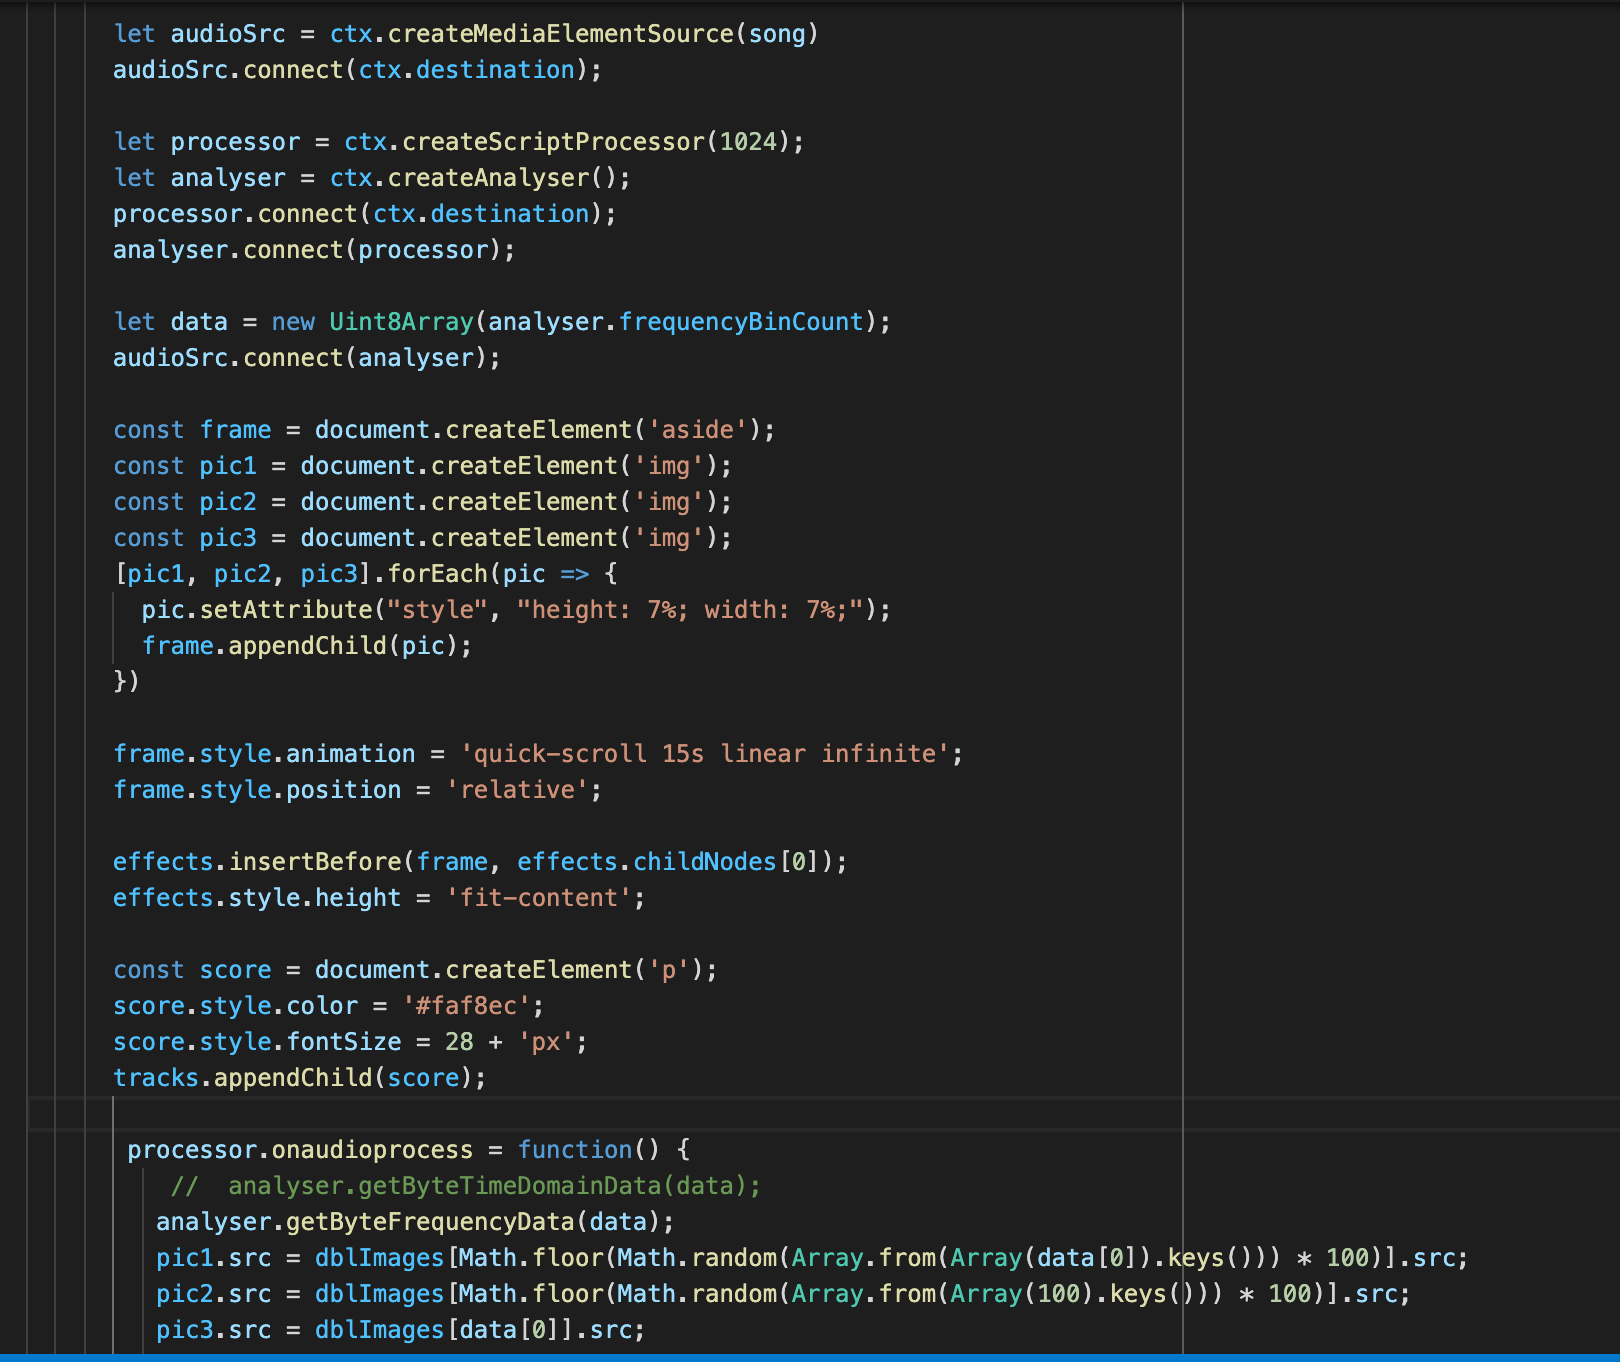 let audioSrc = ctx.createMediaElementSource(song)
audioSrc.connect(ctx.destination);
let processor = ctx.createScriptProcessor(1024);
let analyser = ctx.createAnalyser();
processor.connect(ctx.destination);
analyser.connect(processor);
let data = new Uint8Array(analyser.frequencyBinCount);
audioSrc.connect(analyser);
const frame = document.createElement('aside');
const pic1 = document.createElement('img');
const pic2 = document.createElement('img');
const pic3 = document.createElement('img');
[pic1, pic2, pic3].forEach(pic => {
  pic.setAttribute("style", "height: 7%; width: 7%;");
  frame.appendChild(pic);
})
frame.style.animation = 'quick-scroll 15s linear infinite';
frame.style.position = 'relative';
effects.insertBefore(frame, effects.childNodes[0]);
effects.style.height = 'fit-content';
const score = document.createElement('p');
score.style.color = '#faf8ec';
score.style.fontSize = 28 + 'px';
tracks.appendChild(score);
 processor.onaudioprocess = function() {
    //  analyser.getByteTimeDomainData(data);
   analyser.getByteFrequencyData(data);
   pic1.src = dblImages[Math.floor(Math.random(Array.from(Array(data[0]).keys())) * 100)].src;
   pic2.src = dblImages[Math.floor(Math.random(Array.from(Array(100).keys())) * 100)].src;
   pic3.src = dblImages[data[0]].src;